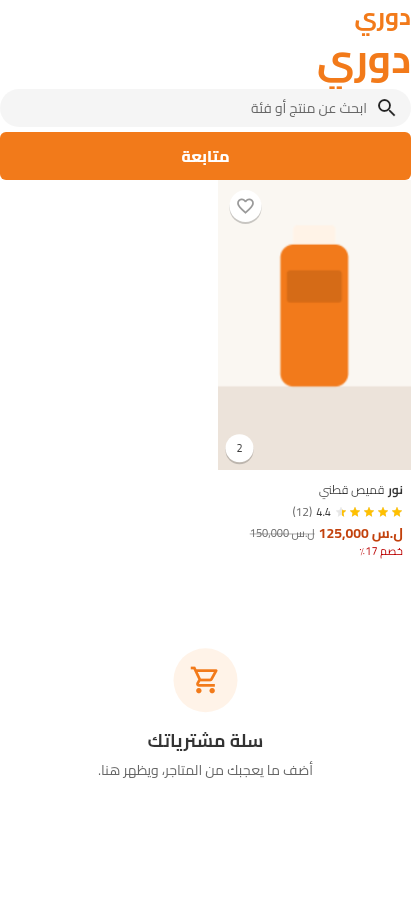 دوري
دوري
ابحث عن منتج أو فئة
متابعة
2
نور قميص قطني
4.4 (12)
ل.س 125,000 ل.س 150,000
خصم 17٪
سلة مشترياتك
أضف ما يعجبك من المتاجر، ويظهر هنا.